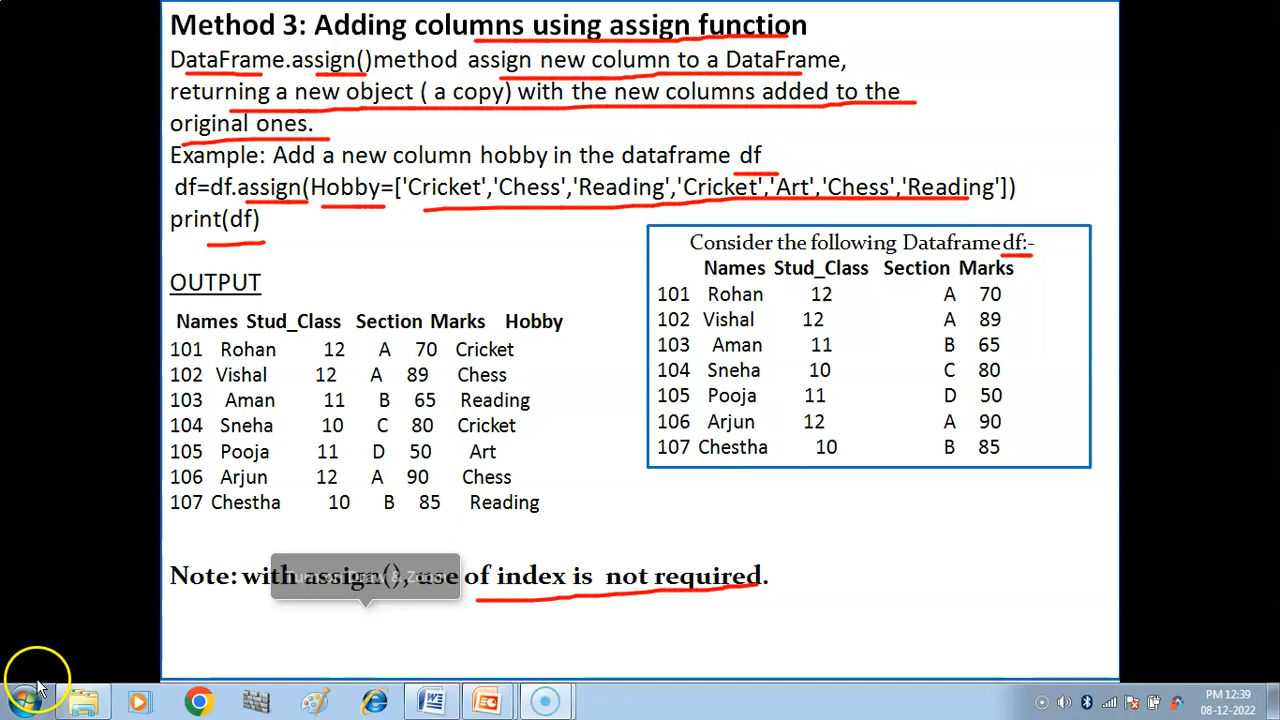 Method 3: Adding columns using assign function
DataFrame.assign()method assign new column to a DataFrame,
returning a new object ( a copy) with the new columns added to the
original ones.
Example: Add a new column hobby in the dataframe df
df=df.assign(Hobby=['Cricket','Chess','Reading','Cricket','Art','Chess','Reading'])
print(df)
OUTPUT
Names Stud_Class Section Marks Hobby
101 Rohan 12 A 70 Cricket
102 Vishal 12 A 89 Chess
103 Aman 11 B 65 Reading
104 Sneha 10 C 80 Cricket
105 Pooja 11 D 50 Art
106 Arjun 12 A 90 Chess
107 Chestha 10 B 85 Reading
Consider the following Dataframe df:-
Names Stud_Class Section Marks
101 Rohan 12 A 70
102 Vishal 12 A 89
103 Aman 11 B 65
104 Sneha 10 C 80
105 Pooja 11 D 50
106 Arjun 12 A 90
107 Chestha 10 B 85
Note: with assign(), use of index is not required.
PM 12:39
08-12-2022